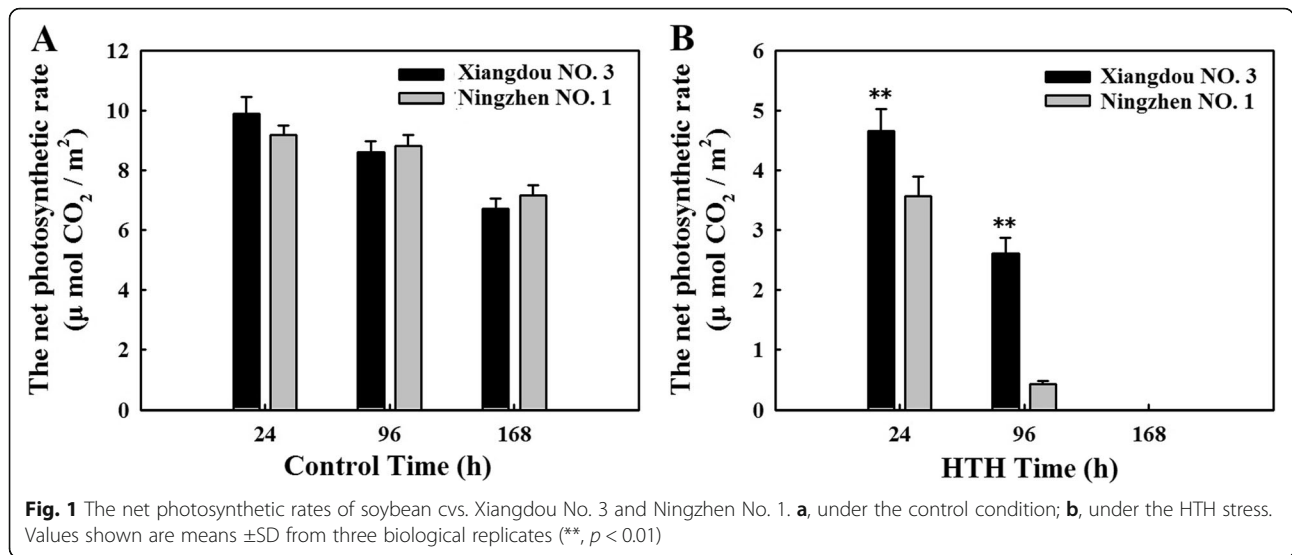 A
The net photosynthetic rate
(μ mol CO₂ / m²)
12
10
8
6
4
2
0
Xiangdou NO. 3
Ningzhen NO. 1
24 96 168
Control Time (h)
B
The net photosynthetic rate
(μ mol CO₂ / m²)
6
5
4
3
2
1
0
Xiangdou NO. 3
Ningzhen NO. 1
**
**
24 96 168
HTH Time (h)
Fig. 1 The net photosynthetic rates of soybean cvs. Xiangdou No. 3 and Ningzhen No. 1. a, under the control condition; b, under the HTH stress.
Values shown are means ±SD from three biological replicates (**, p < 0.01)